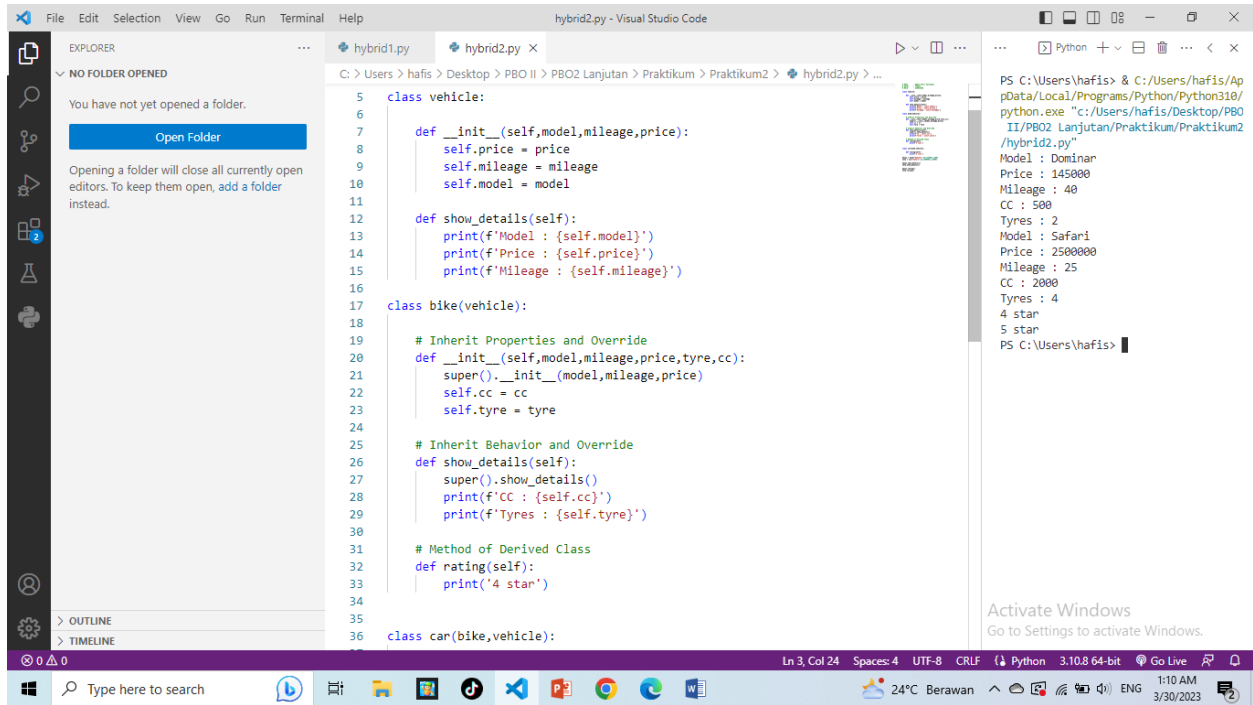 File Edit Selection View Go Run Terminal Help
hybrid2.py - Visual Studio Code
EXPLORER
NO FOLDER OPENED
You have not yet opened a folder.
Open Folder
Opening a folder will close all currently open
editors. To keep them open, add a folder
instead.
2
OUTLINE
TIMELINE
hybrid1.py
hybrid2.py
C: > Users > hafis > Desktop > PBO II > PBO2 Lanjutan > Praktikum > Praktikum2 > hybrid2.py > ...
5 class vehicle:
6
7     def __init__(self,model,mileage,price):
8         self.price = price
9         self.mileage = mileage
10         self.model = model
11
12     def show_details(self):
13         print(f'Model : {self.model}')
14         print(f'Price : {self.price}')
15         print(f'Mileage : {self.mileage}')
16
17 class bike(vehicle):
18
19     # Inherit Properties and Override
20     def __init__(self,model,mileage,price,tyre,cc):
21         super().__init__(model,mileage,price)
22         self.cc = cc
23         self.tyre = tyre
24
25     # Inherit Behavior and Override
26     def show_details(self):
27         super().show_details()
28         print(f'CC : {self.cc}')
29         print(f'Tyres : {self.tyre}')
30
31     # Method of Derived Class
32     def rating(self):
33         print('4 star')
34
35
36 class car(bike,vehicle):
Python
PS C:\Users\hafis> & C:/Users/hafis/Ap
pData/Local/Programs/Python/Python310/
python.exe "c:/Users/hafis/Desktop/PBO
II/PBO2 Lanjutan/Praktikum/Praktikum2
/hybrid2.py"
Model : Dominar
Price : 145000
Mileage : 40
CC : 500
Tyres : 2
Model : Safari
Price : 2500000
Mileage : 25
CC : 2000
Tyres : 4
4 star
5 star
PS C:\Users\hafis>
Activate Windows
Go to Settings to activate Windows.
0 0
Ln 3, Col 24 Spaces: 4 UTF-8 CRLF Python 3.10.8 64-bit Go Live
Type here to search
24°C Berawan
ENG
1:10 AM
3/30/2023
2